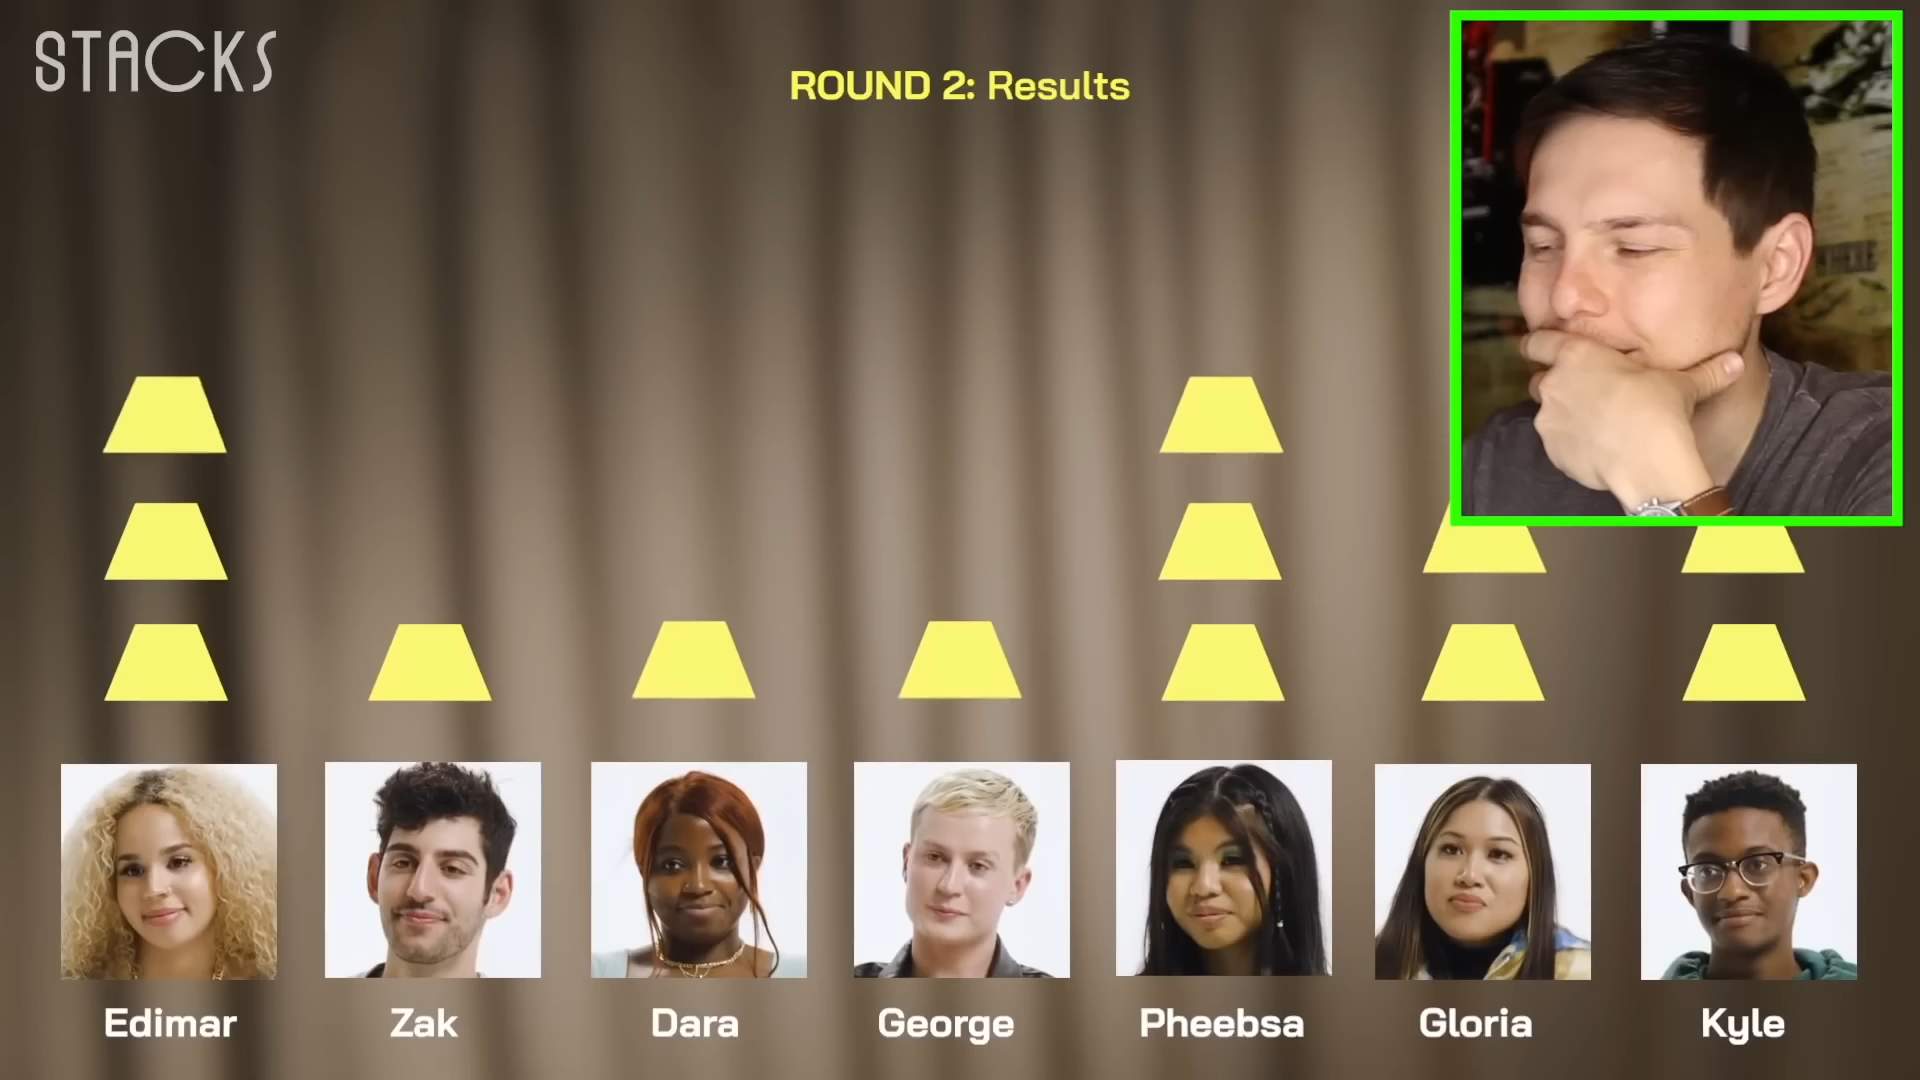 STACKS
ROUND 2: Results
Edimar
Zak
Dara
George
Pheebsa
Gloria
Kyle